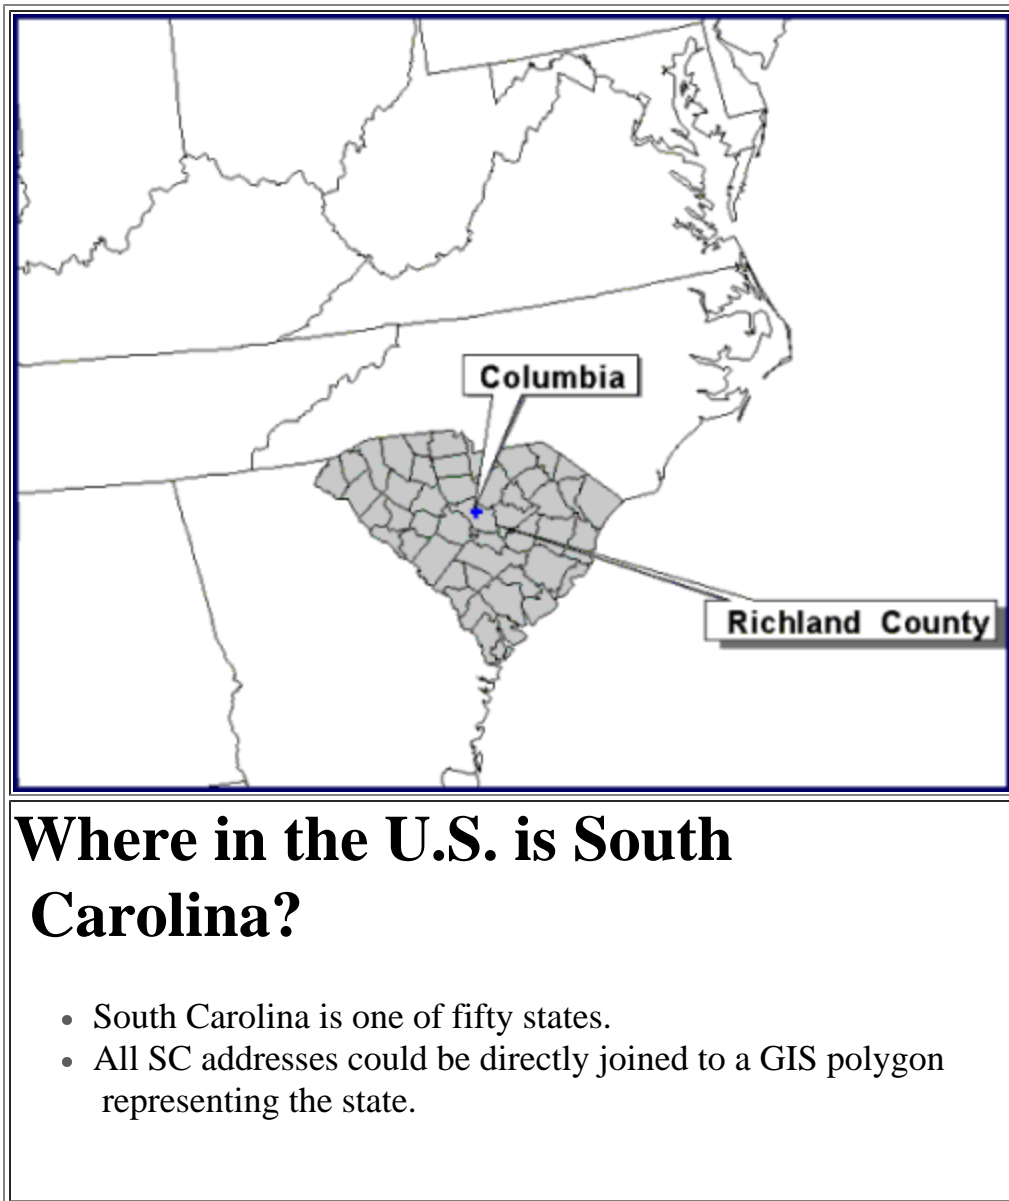 Columbia
Richland County
Where in the U.S. is South
Carolina?
• South Carolina is one of fifty states.
• All SC addresses could be directly joined to a GIS polygon
representing the state.